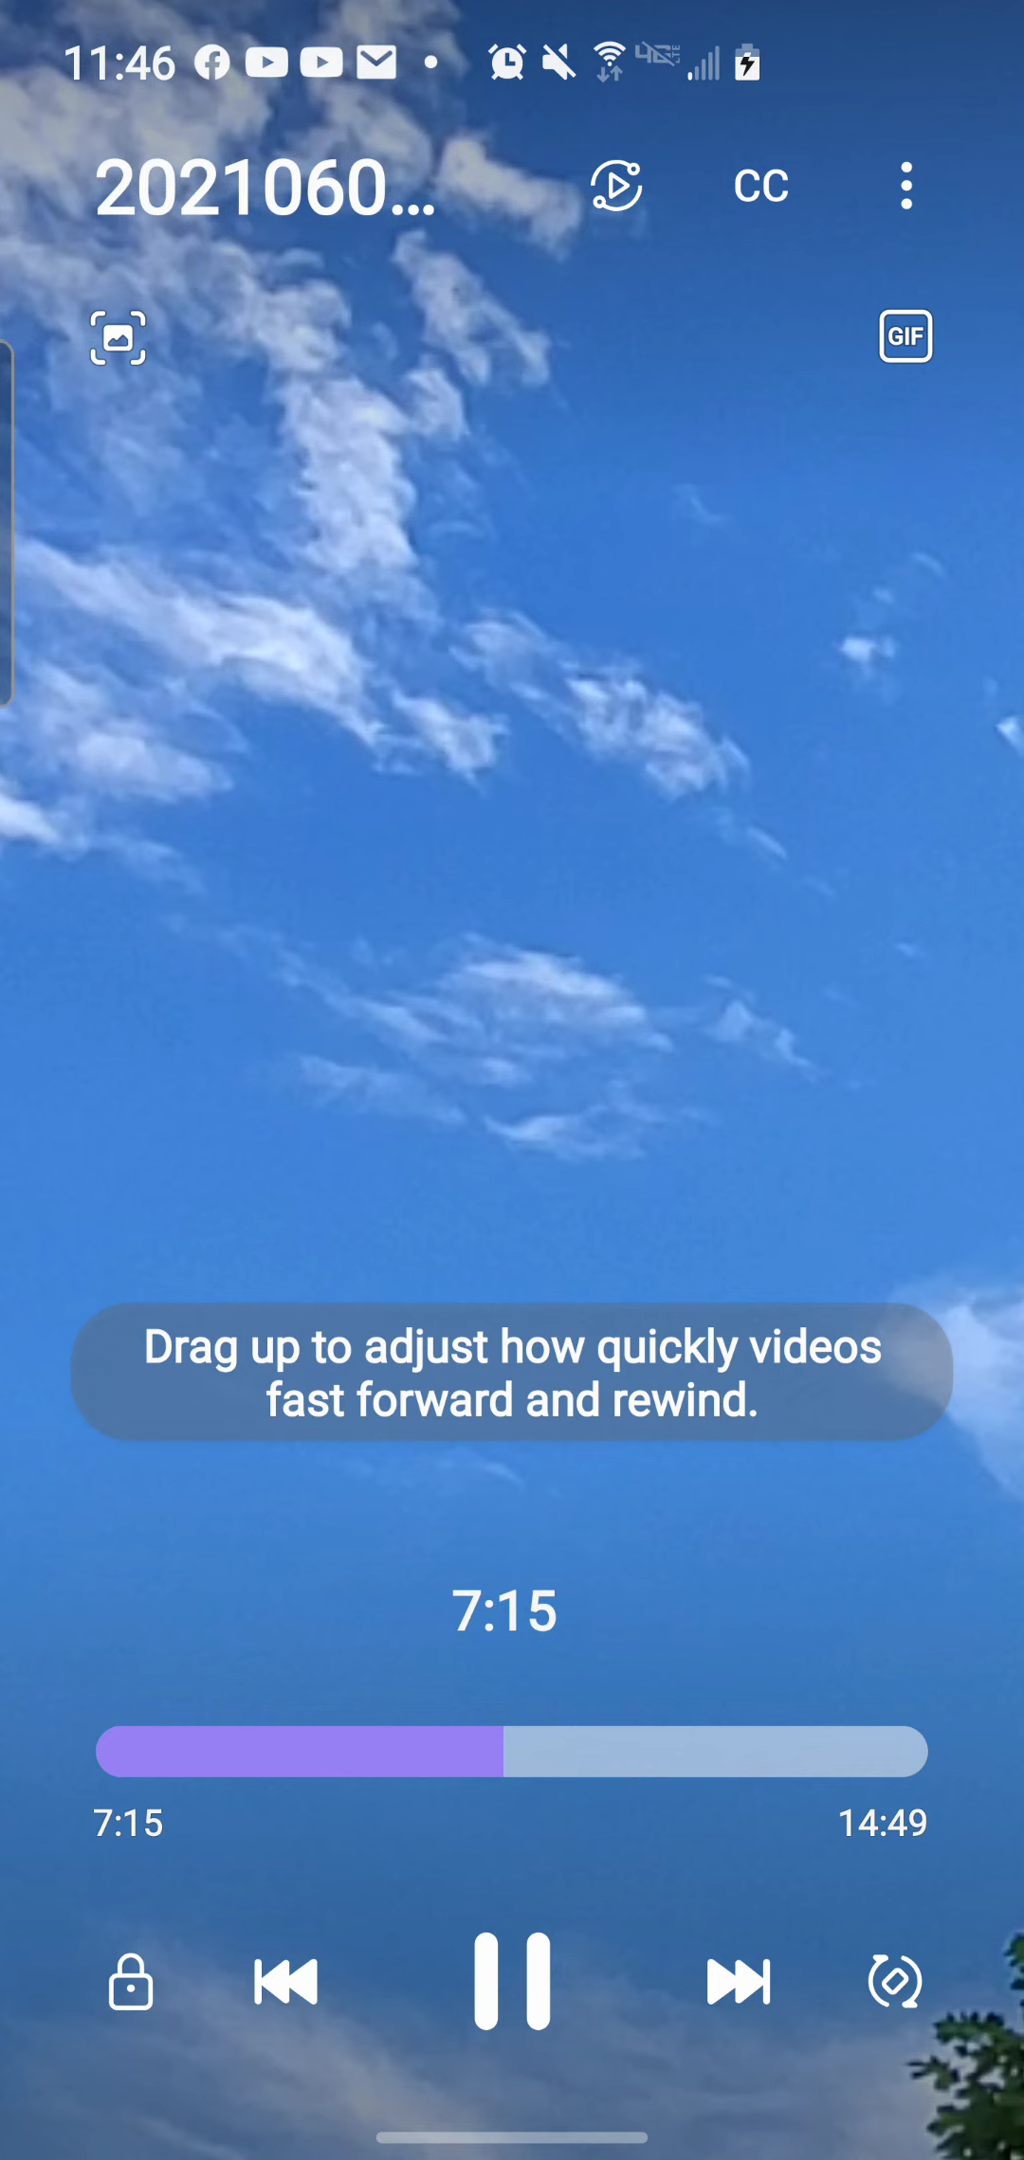 11:46
2021060... CC
GIF
Drag up to adjust how quickly videos
fast forward and rewind.
7:15
7:15 14:49